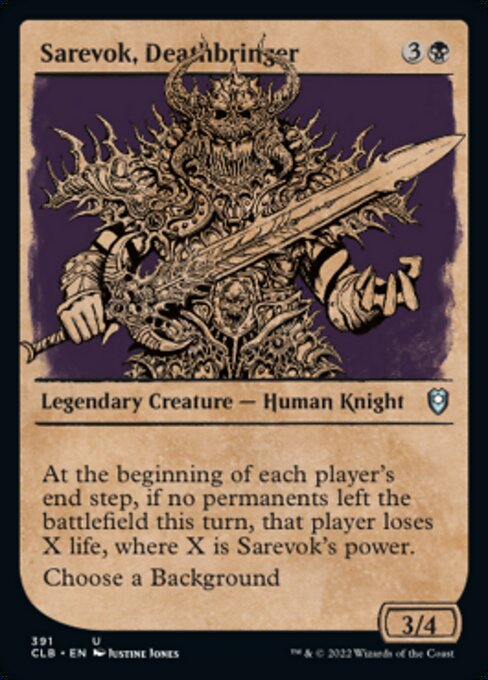 Sarevok, Deathbringer 3
Legendary Creature — Human Knight
At the beginning of each player's
end step, if no permanents left the
battlefield this turn, that player loses
X life, where X is Sarevok's power.
Choose a Background
3/4
391 U
CLB • EN Justine Jones
™ & © 2022 Wizards of the Coast